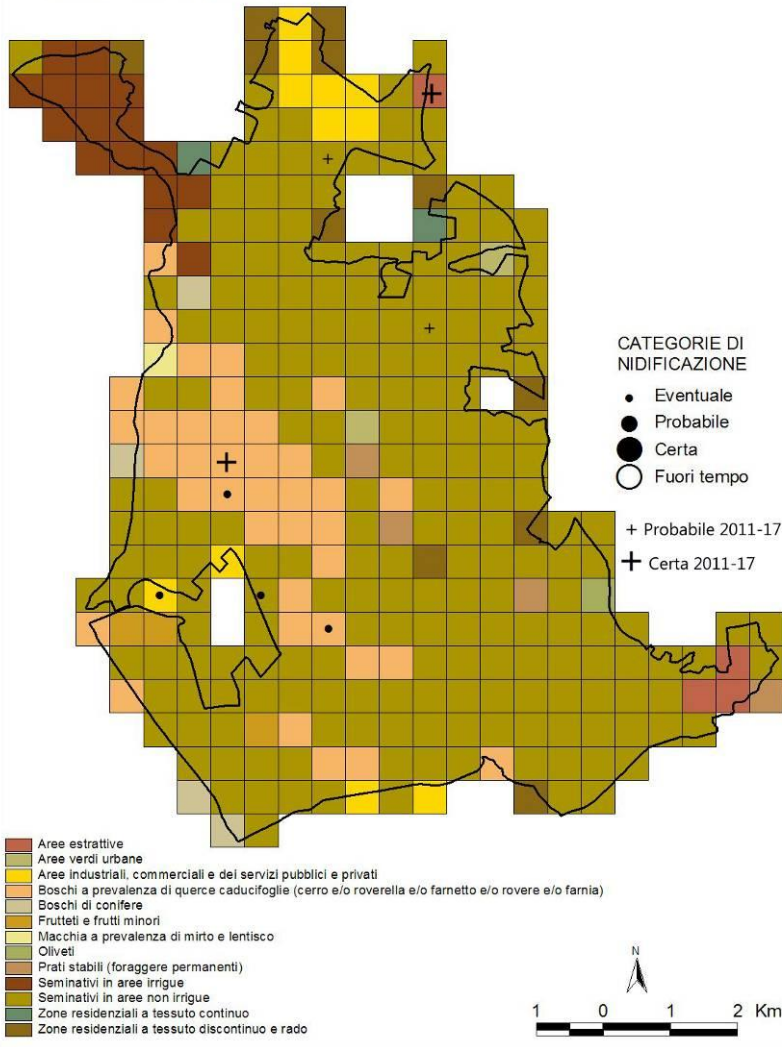 CATEGORIE DI
NIDIFICAZIONE
Eventuale
Probabile
Certa
Fuori tempo
Probabile 2011-17
Certa 2011-17
Aree estrattive
Aree verdi urbane
Aree industriali, commerciali e dei servizi pubblici e privati
Boschi a prevalenza di querce caducifoglie (cerro e/o roverella e/o farnetto e/o rovere e/o farnia)
Boschi di conifere
Frutteti e frutti minori
Macchia a prevalenza di mirto e lentisco
Oliveti
Prati stabili (foraggere permanenti)
Seminativi in aree irrigue
Seminativi in aree non irrigue
Zone residenziali a tessuto continuo
Zone residenziali a tessuto discontinuo e rado
N
1 0 1 2 Km